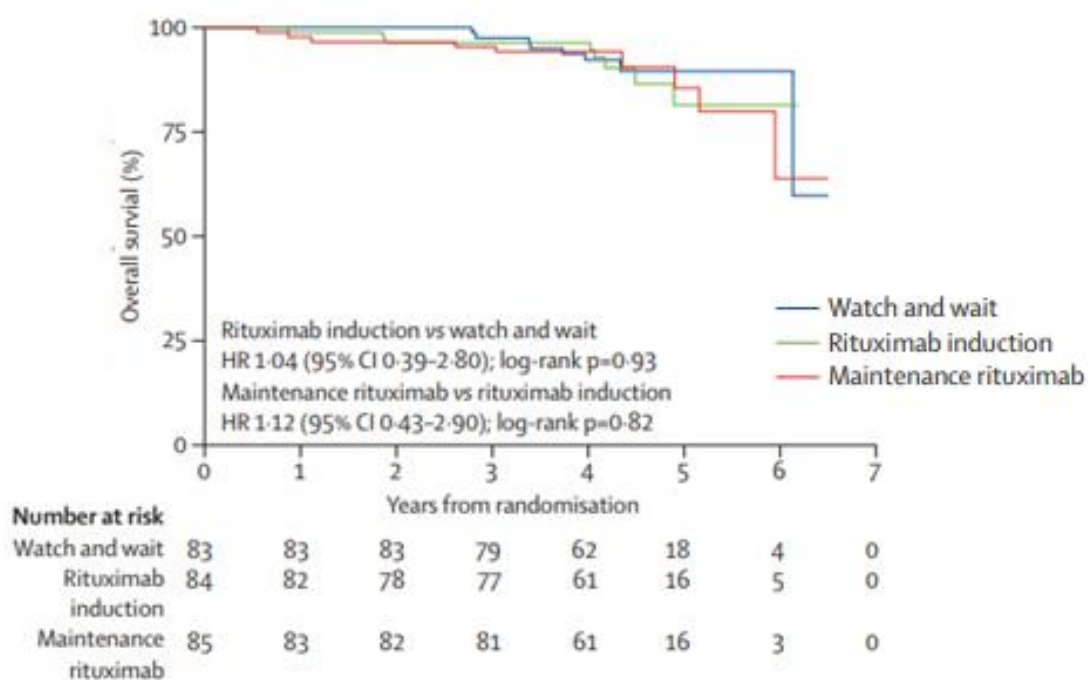 100
75
50
25
0
Overall survial (%)
Watch and wait
Rituximab induction
Maintenance rituximab
Rituximab induction vs watch and wait
HR 1·04 (95% CI 0·39–2·80); log-rank p=0·93
Maintenance rituximab vs rituximab induction
HR 1·12 (95% CI 0·43–2·90); log-rank p=0·82
0 1 2 3 4 5 6 7
Years from randomisation
Number at risk
Watch and wait 83 83 83 79 62 18 4 0
Rituximab 84 82 78 77 61 16 5 0
induction
Maintenance 85 83 82 81 61 16 3 0
rituximab